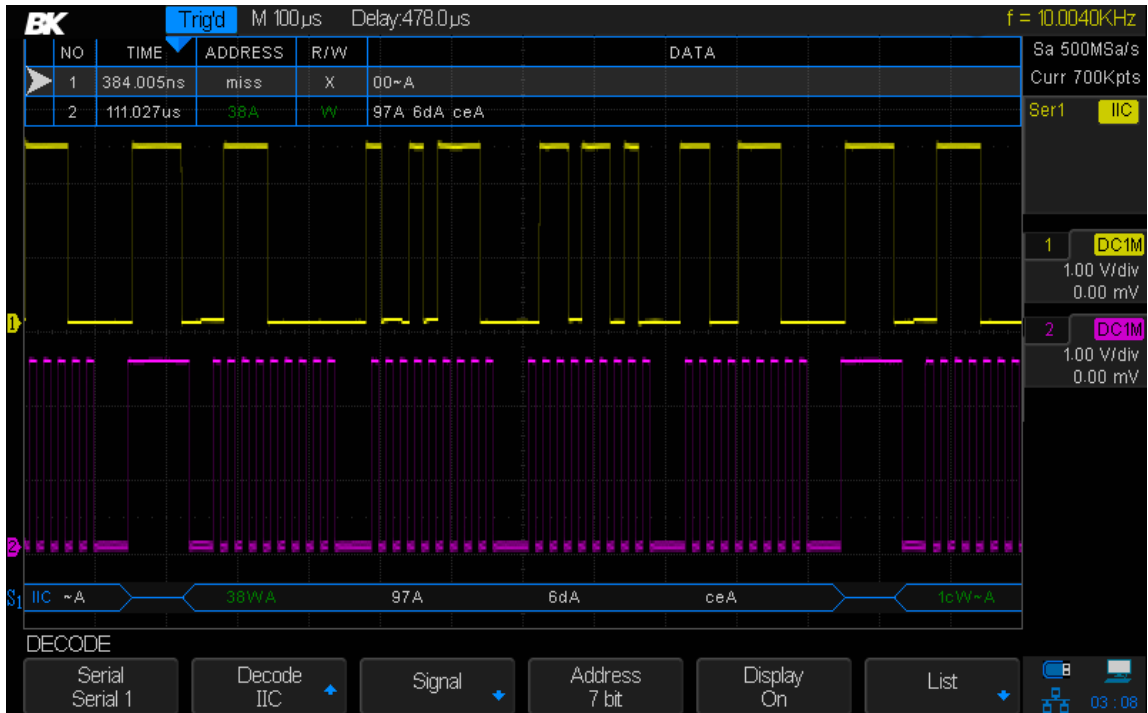 BK Trig'd M 100µs Delay:478.0µs f = 10.0040KHz
NO TIME ADDRESS R/W DATA Sa 500MSa/s
1 384.005ns miss X 00~A Curr 700Kpts
2 111.027us 38A W 97A 6dA ceA Ser1 IIC
1 DC1M
1.00 V/div
0.00 mV
2 DC1M
1.00 V/div
0.00 mV
1
2
S1 IIC ~A 38WA 97A 6dA ceA 1cW~A
DECODE
Serial Decode Signal Address Display List
Serial 1 IIC 7 bit On
03:08